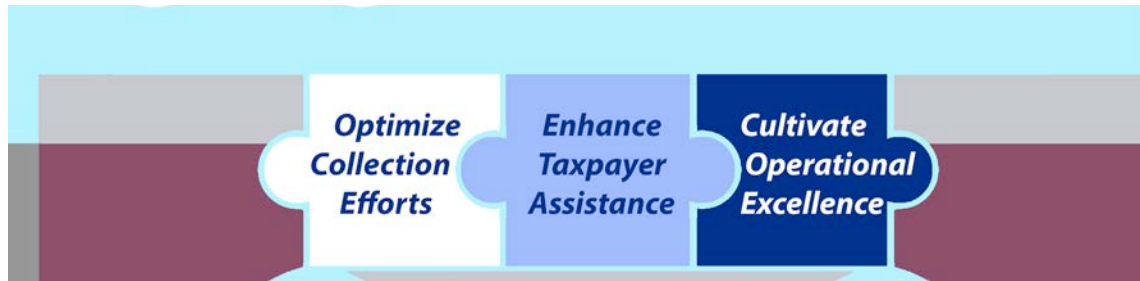 Optimize
Collection
Efforts
Enhance
Taxpayer
Assistance
Cultivate
Operational
Excellence